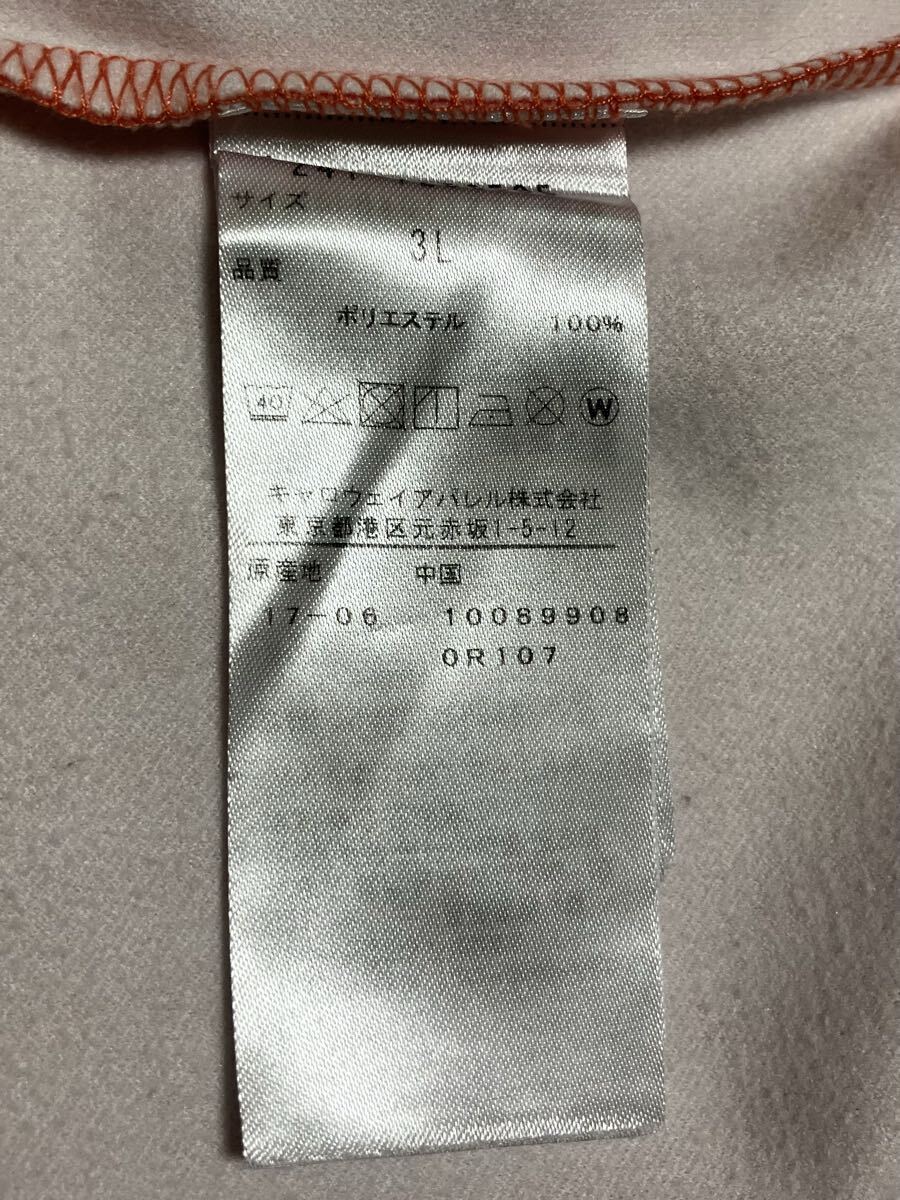 サイズ
3L
品質
ポリエステル 100%
40 W
キャロウェイアパレル株式会社
東京都港区元赤坂1-5-12
原産地 中国
17-06 10089908
0R107